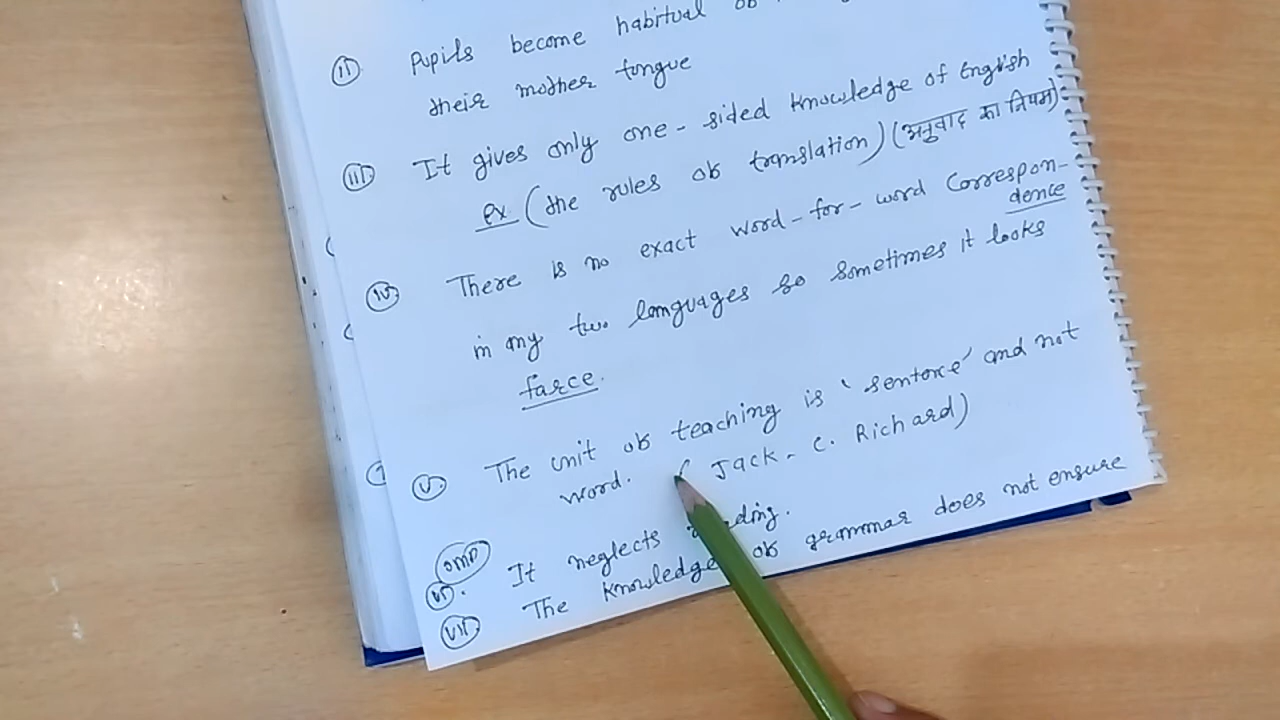 (ii) Pupils become habitual of
their mother tongue
(iii) It gives only one-sided knowledge of English
ex (the rules of translation) (अनुवाद का नियम)
(iv) There is no exact word-for-word Correspon-
dence
in any two languages so sometimes it looks
farce.
(v) The unit of teaching is 'sentence' and not
word. (Jack. C. Richard)
(vi). It neglects
(vii) The knowledge of grammar does not ensure